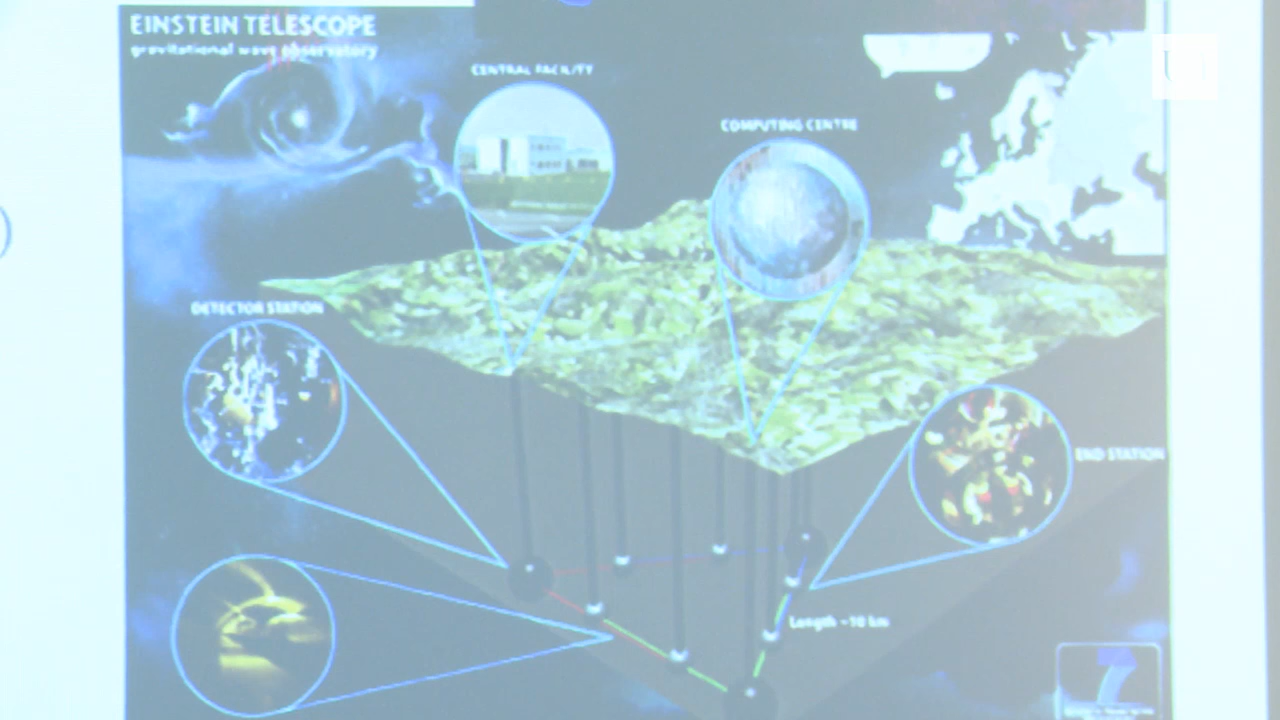 EINSTEIN TELESCOPE
gravitational wave observatory
CENTRAL FACILITY
COMPUTING CENTRE
DETECTOR STATION
END STATION
Length ~10 km